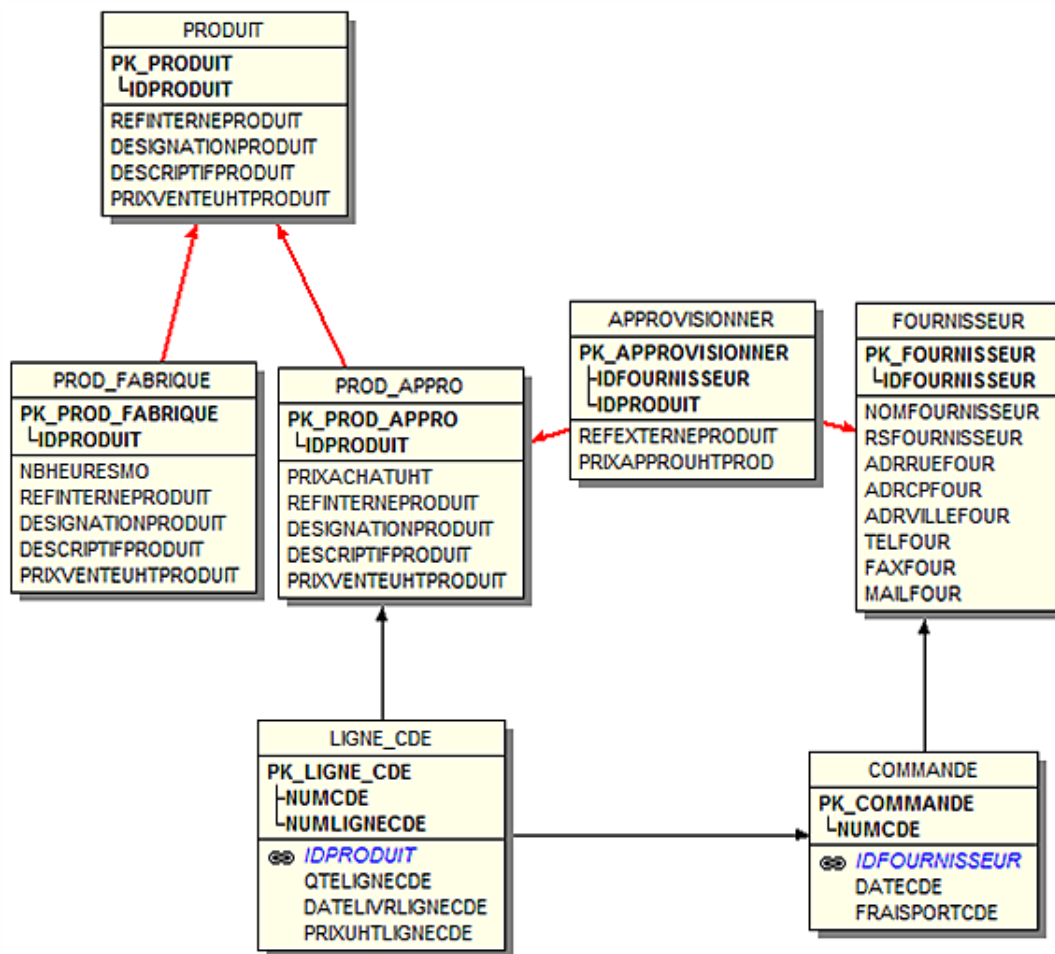 PRODUIT
PK_PRODUIT
IDPRODUIT
REFINTERNEPRODUIT
DESIGNATIONPRODUIT
DESCRIPTIFPRODUIT
PRIXVENTEUHTPRODUIT
PROD_FABRIQUE
PK_PROD_FABRIQUE
IDPRODUIT
NBHEURESMO
REFINTERNEPRODUIT
DESIGNATIONPRODUIT
DESCRIPTIFPRODUIT
PRIXVENTEUHTPRODUIT
PROD_APPRO
PK_PROD_APPRO
IDPRODUIT
PRIXACHATUHT
REFINTERNEPRODUIT
DESIGNATIONPRODUIT
DESCRIPTIFPRODUIT
PRIXVENTEUHTPRODUIT
APPROVISIONNER
PK_APPROVISIONNER
IDFOURNISSEUR
IDPRODUIT
REFEXTERNEPRODUIT
PRIXAPPROUHTPROD
FOURNISSEUR
PK_FOURNISSEUR
IDFOURNISSEUR
NOMFOURNISSEUR
RSFOURNISSEUR
ADRRUEFOUR
ADRCPFOUR
ADRVILLEFOUR
TELFOUR
FAXFOUR
MAILFOUR
LIGNE_CDE
PK_LIGNE_CDE
NUMCDE
NUMLIGNECDE
IDPRODUIT
QTELIGNECDE
DATELIVRLIGNECDE
PRIXUHTLIGNECDE
COMMANDE
PK_COMMANDE
NUMCDE
IDFOURNISSEUR
DATECDE
FRAISPORTCDE